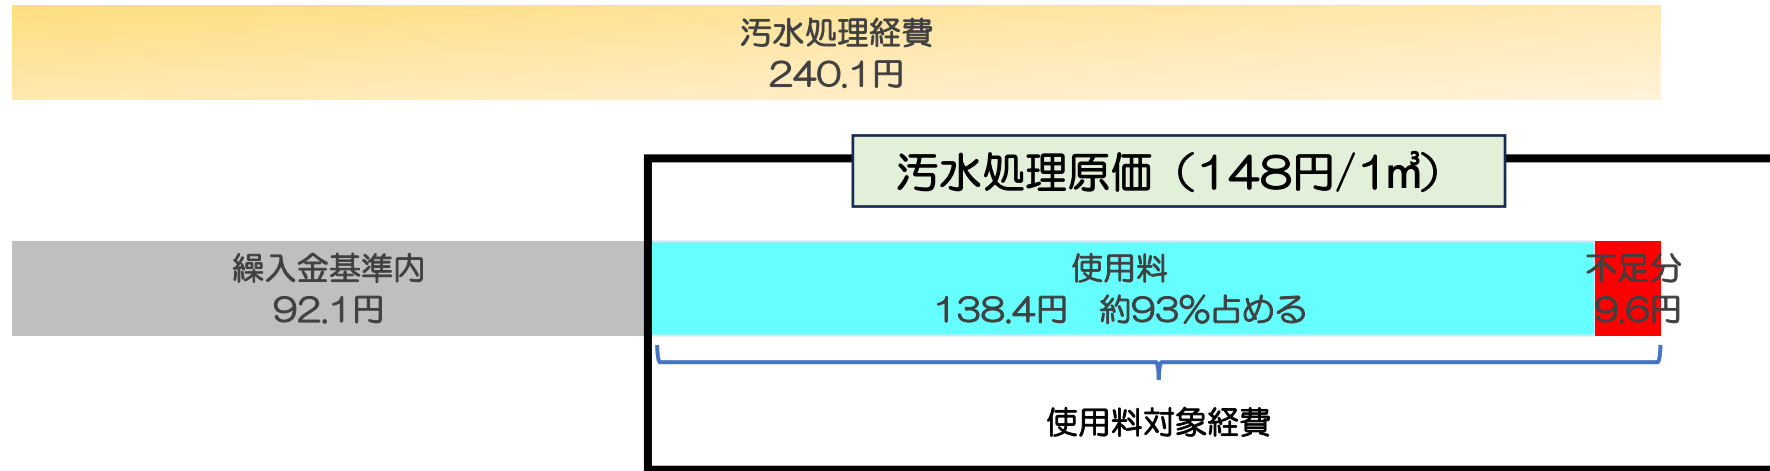 汚水処理経費
240.1円
汚水処理原価（148円/1㎥）
繰入金基準内
92.1円
使用料
138.4円　約93%占める
不足分
9.6円
使用料対象経費